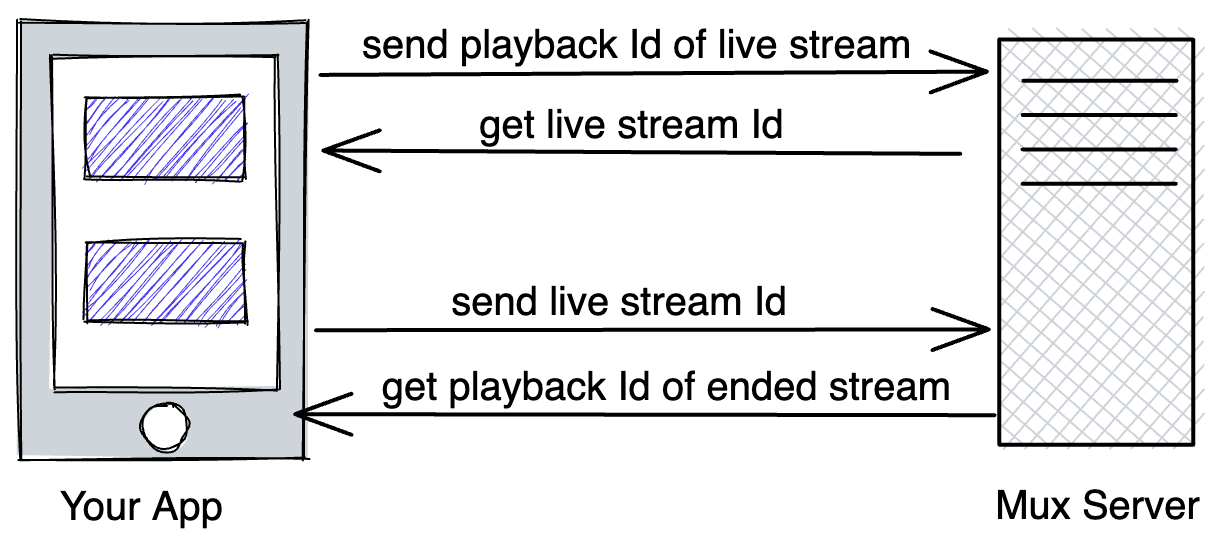 send playback Id of live stream
get live stream Id
send live stream Id
get playback Id of ended stream
Your App
Mux Server